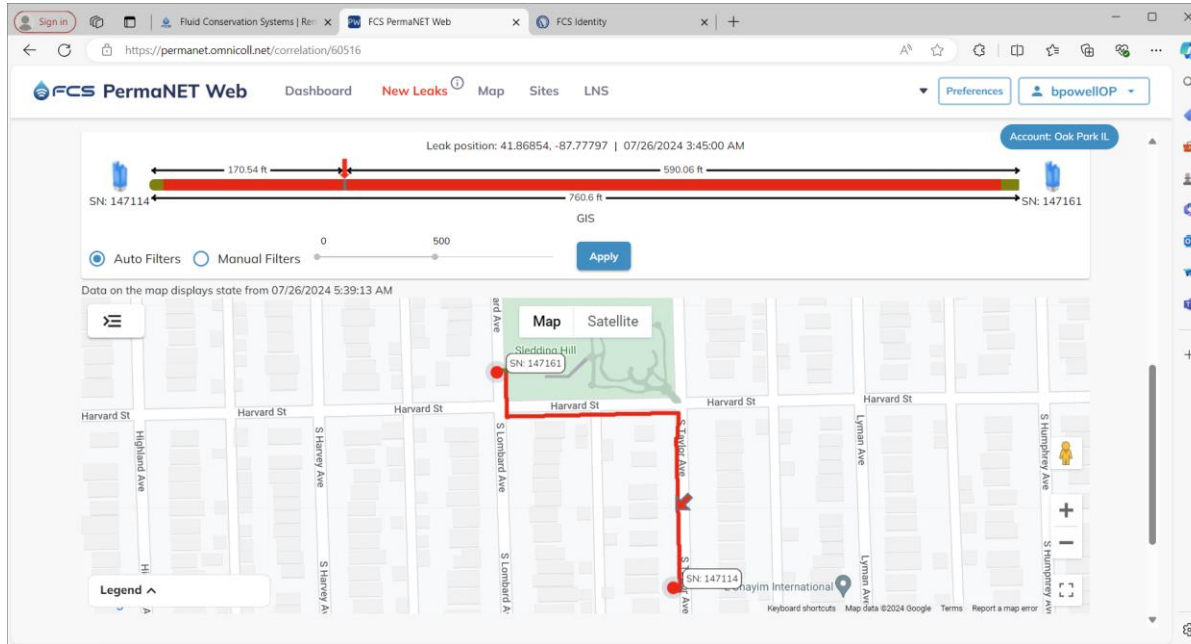 Sign in
Fluid Conservation Systems | Re
PW
FCS PermaNET Web
FCS Identity
https://permanet.omnicoll.net/correlation/60516
FCS PermaNET Web
Dashboard
New Leaks
Map
Sites
LNS
Preferences
bpowellOP
Account: Oak Park IL
Leak position: 41.86854, -87.77797 | 07/26/2024 3:45:00 AM
170.54 ft
590.06 ft
SN: 147114
760.6 ft
SN: 147161
GIS
0
500
Auto Filters
Manual Filters
Apply
Data on the map displays state from 07/26/2024 5:39:13 AM
ard Ave
Map
Satellite
Sledding Hill
SN: 147161
Harvard St
Harvard St
Harvard St
Harvard St
Harvard St
Harvard St
Highland Ave
S Harvey Ave
S Lombard Ave
S Taylor Ave
Lyman Ave
S Humphrey Ave
S Harvey A
S Lombard A
Ave
Lyman Ave
S Humphrey Av
SN: 147114
hayim International
Legend
Keyboard shortcuts
Map data ©2024 Google
Terms
Report a map error